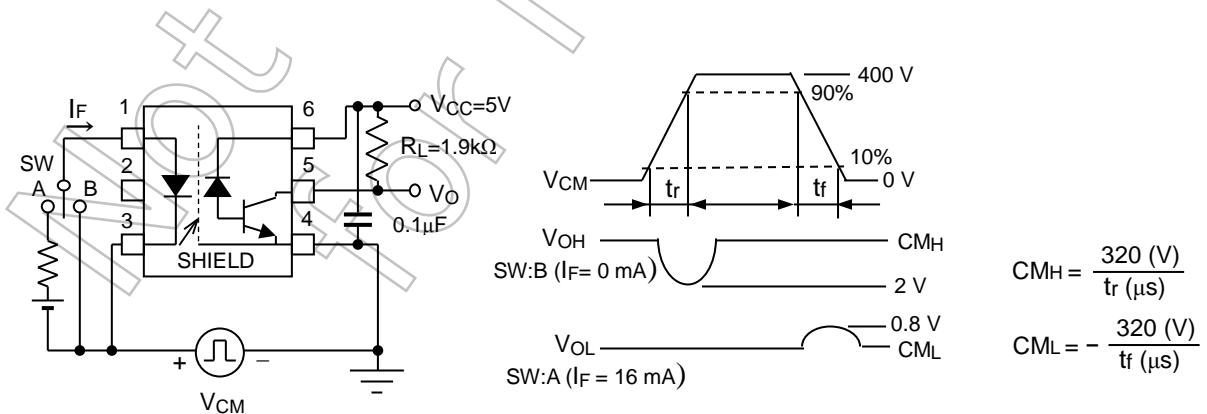 Not for
IF
1
2
3
6
5
4
SW
A
B
SHIELD
VCC=5V
RL=1.9kΩ
VO
0.1μF
+
−
VCM
400 V
90%
10%
VCM
tr
tf
0 V
VOH
CMH
SW:B (IF= 0 mA)
2 V
VOL
0.8 V
CML
SW:A (IF = 16 mA)
CMH = 320 (V) / tr (μs)
CML = − 320 (V) / tf (μs)